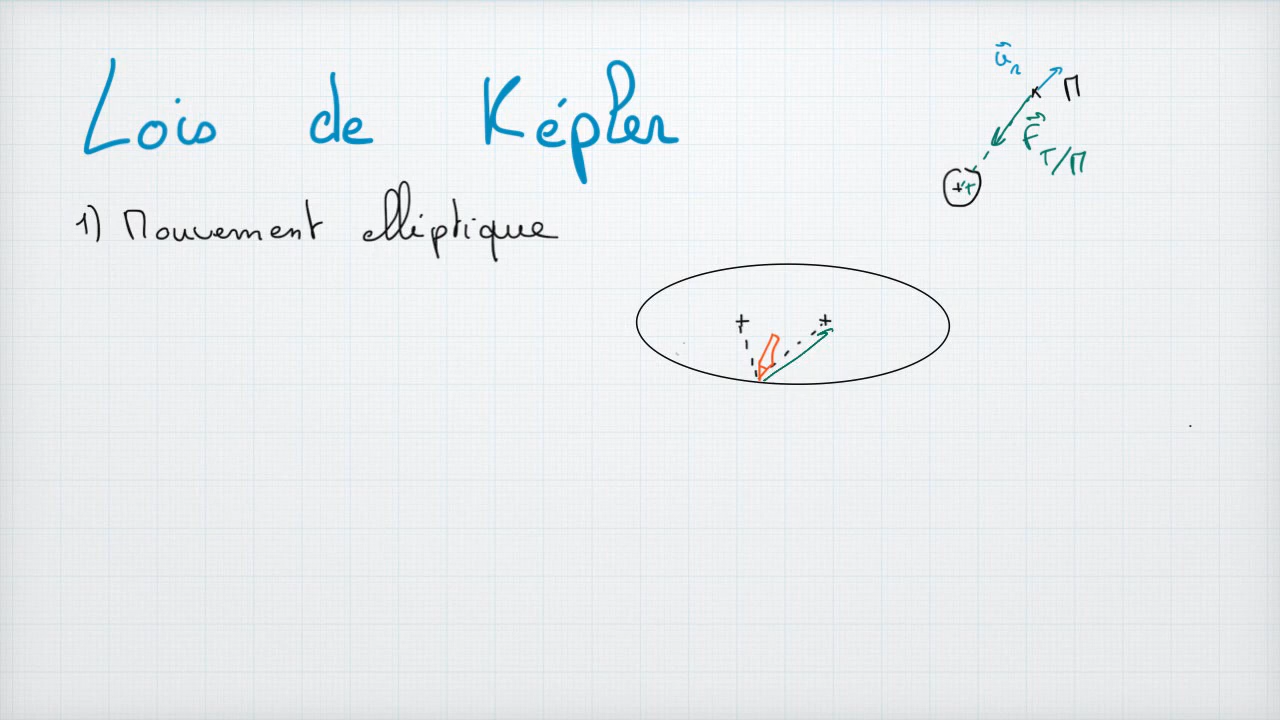 Lois de Képler
1) Mouvement elliptique
u⃗r
M
F⃗T/M